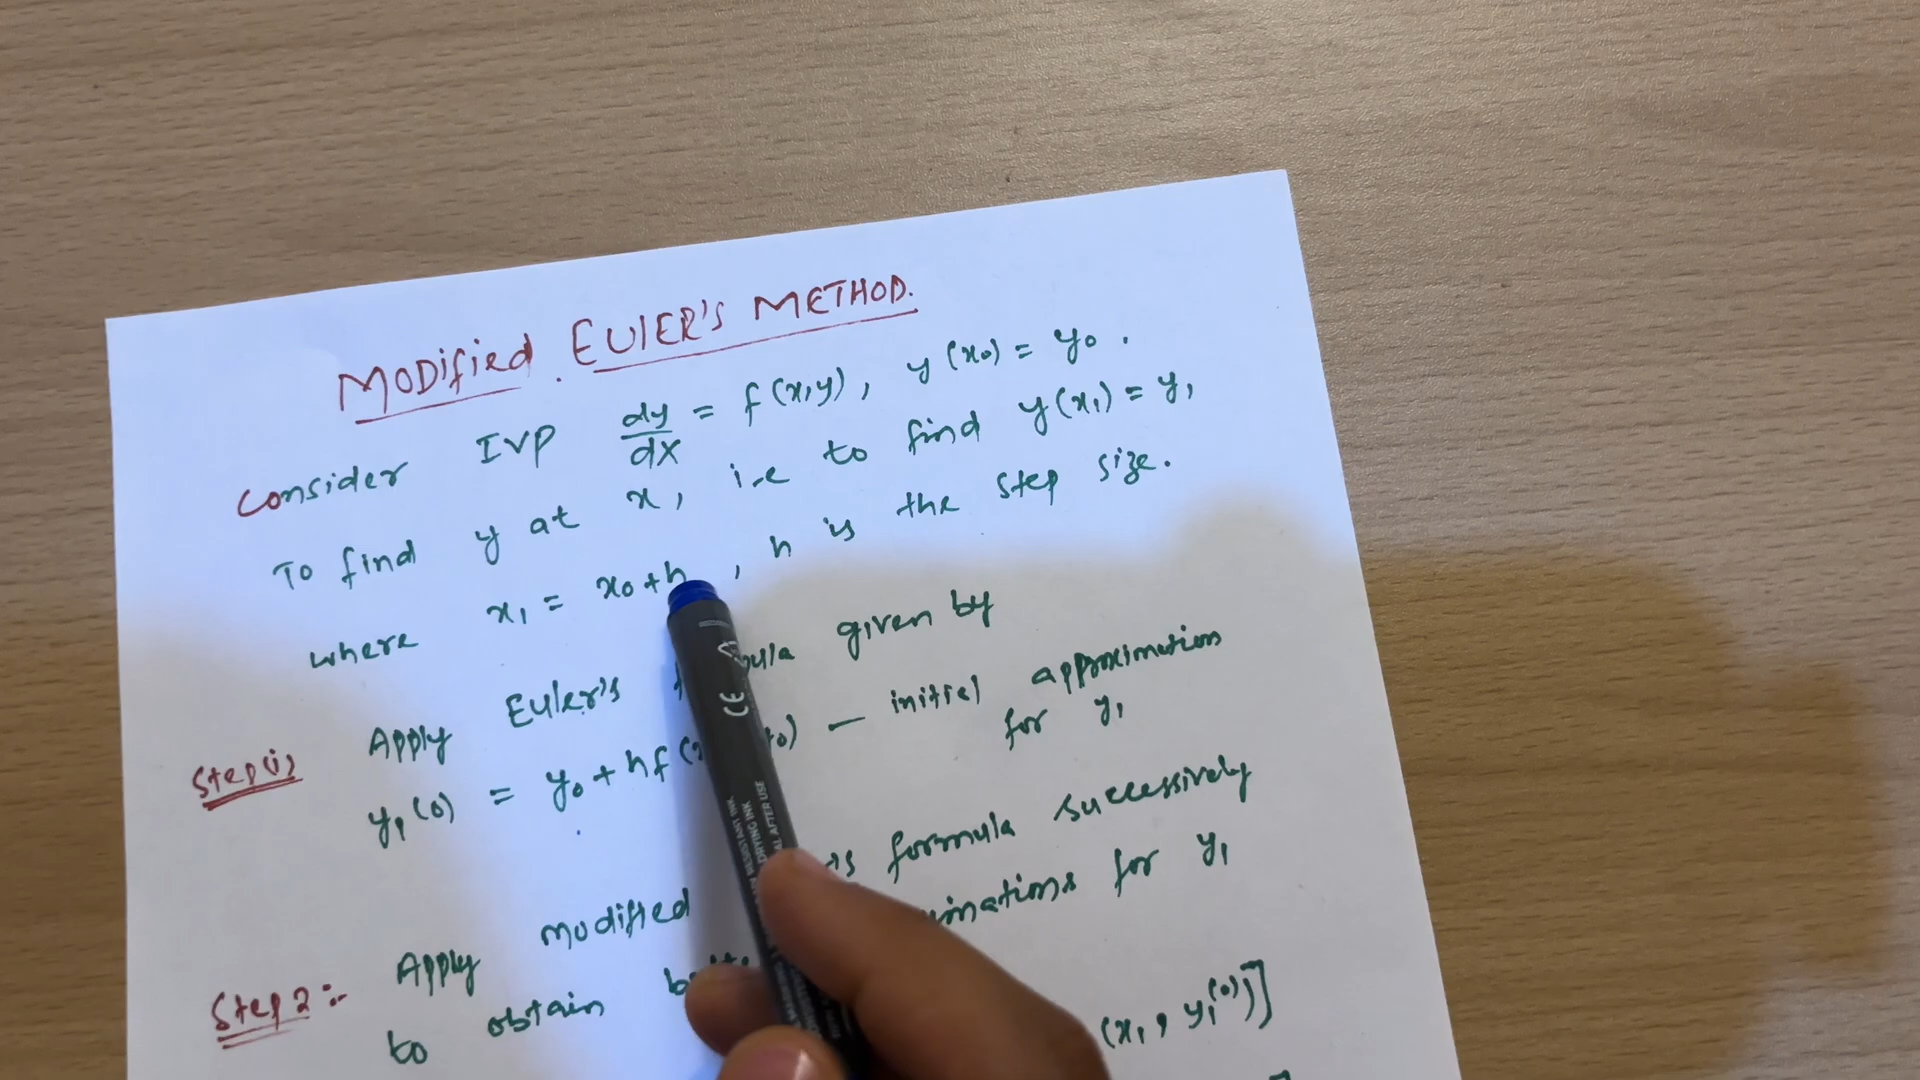 MODified EULER'S METHOD.
Consider IVP dy/dx = f(x,y), y(x0) = y0.
To find y at x, i.e to find y(x1) = y1
where x1 = x0+h, h is the step size.
Step(i) Apply Euler's given by
y1(0) = y0 + hf — initial approximation
for y1
Step 2:- Apply modified formula successively
to obtain for y1
(x1, y1(0))]
CE